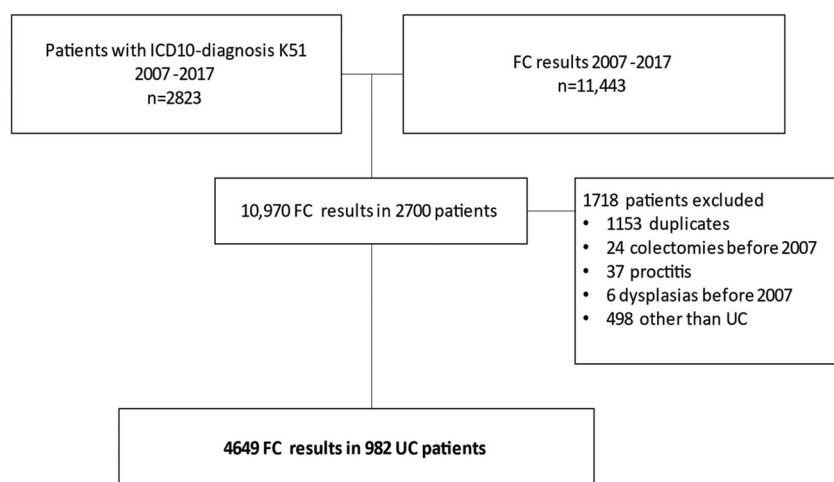 Patients with ICD10-diagnosis K51
2007-2017
n=2823
FC results 2007-2017
n=11,443
10,970 FC results in 2700 patients
1718 patients excluded
• 1153 duplicates
• 24 colectomies before 2007
• 37 proctitis
• 6 dysplasias before 2007
• 498 other than UC
4649 FC results in 982 UC patients